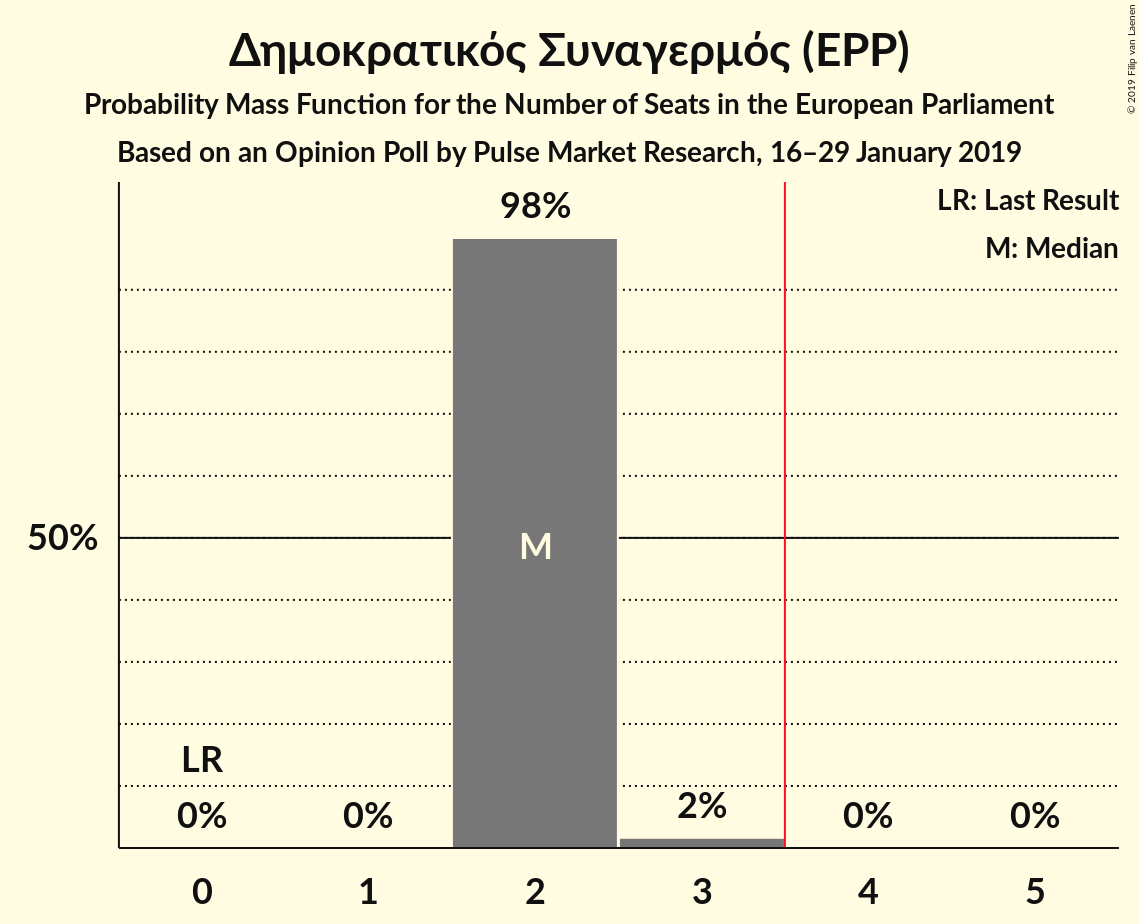 Δημοκρατικός Συναγερμός (EPP)
Probability Mass Function for the Number of Seats in the European Parliament
Based on an Opinion Poll by Pulse Market Research, 16–29 January 2019
© 2019 Filip van Laenen
LR: Last Result
M: Median
98%
50%
M
LR
0%
0%
2%
0%
0%
0 1 2 3 4 5